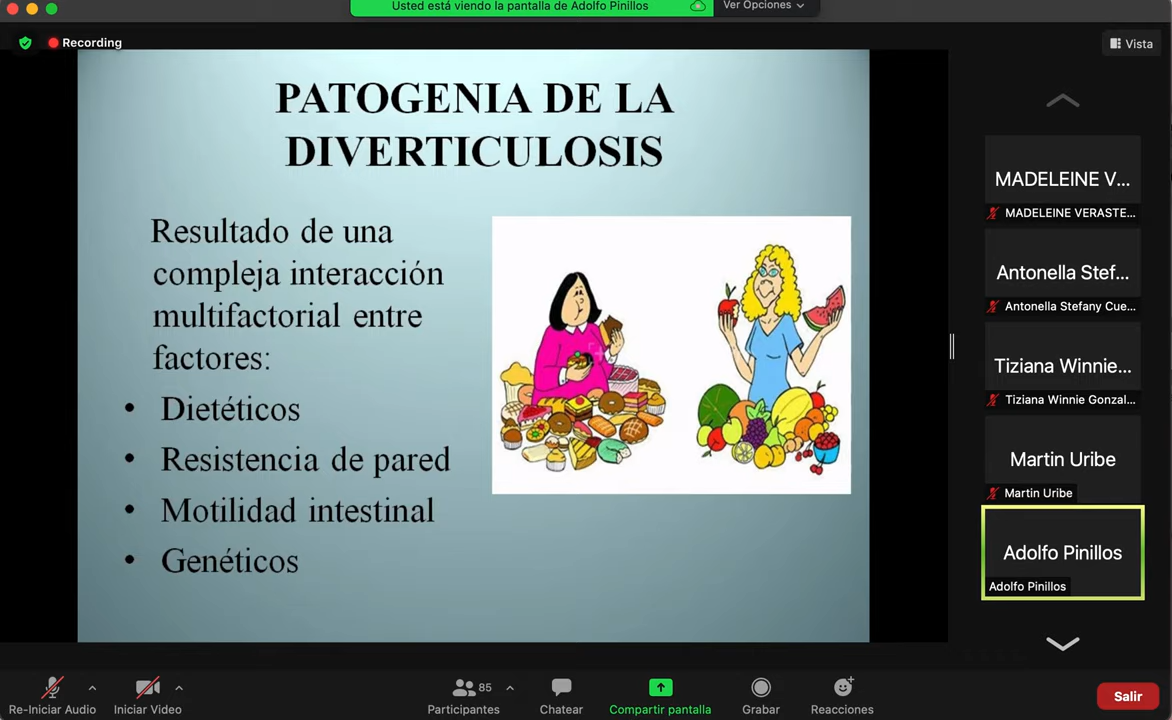 Usted está viendo la pantalla de Adolfo Pinillos
Ver Opciones
Recording
Vista
PATOGENIA DE LA
DIVERTICULOSIS
Resultado de una
compleja interacción
multifactorial entre
factores:
• Dietéticos
• Resistencia de pared
• Motilidad intestinal
• Genéticos
MADELEINE V...
MADELEINE VERASTE...
Antonella Stef...
Antonella Stefany Cue...
Tiziana Winnie...
Tiziana Winnie Gonzal...
Martin Uribe
Martin Uribe
Adolfo Pinillos
Adolfo Pinillos
Re-Iniciar Audio
Iniciar Video
85
Participantes
Chatear
Compartir pantalla
Grabar
Reacciones
Salir